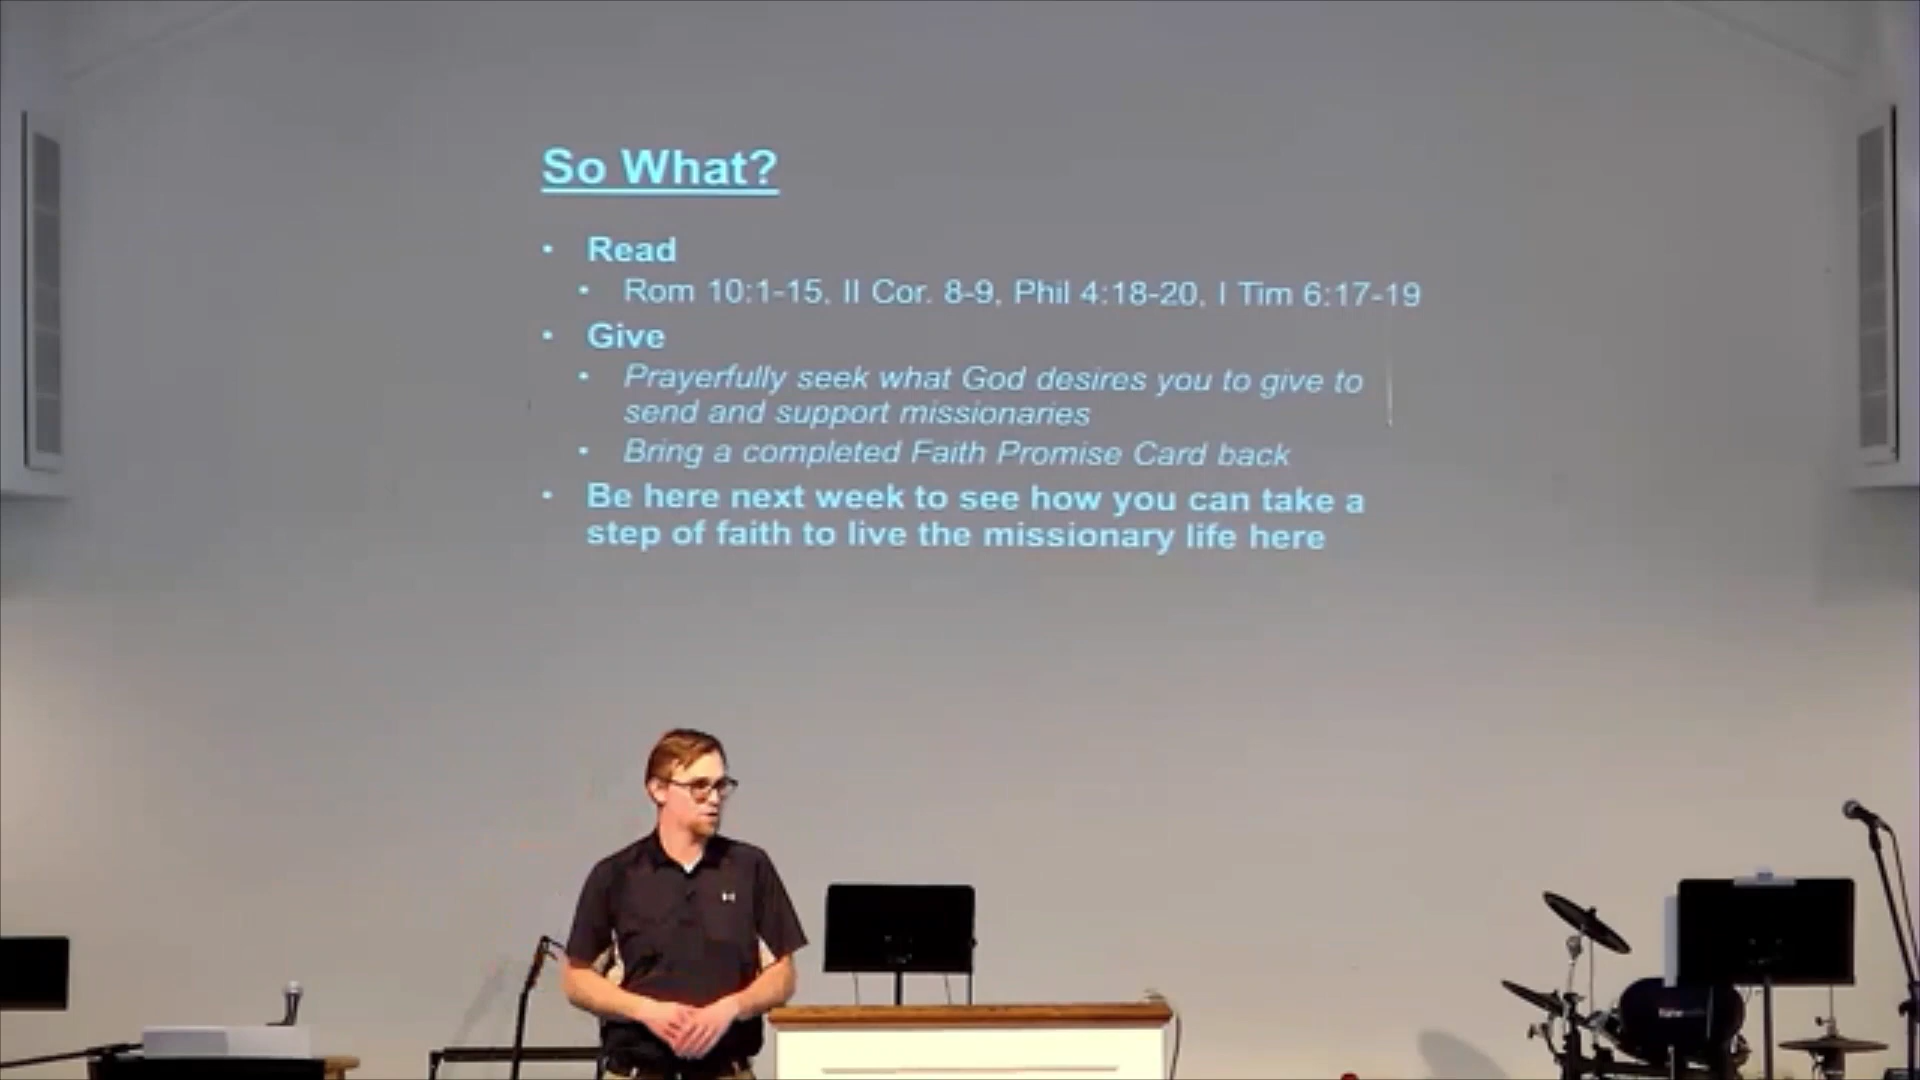 So What?
• Read
• Rom 10:1-15, II Cor. 8-9, Phil 4:18-20, I Tim 6:17-19
• Give
• Prayerfully seek what God desires you to give to
send and support missionaries
• Bring a completed Faith Promise Card back
• Be here next week to see how you can take a
step of faith to live the missionary life here